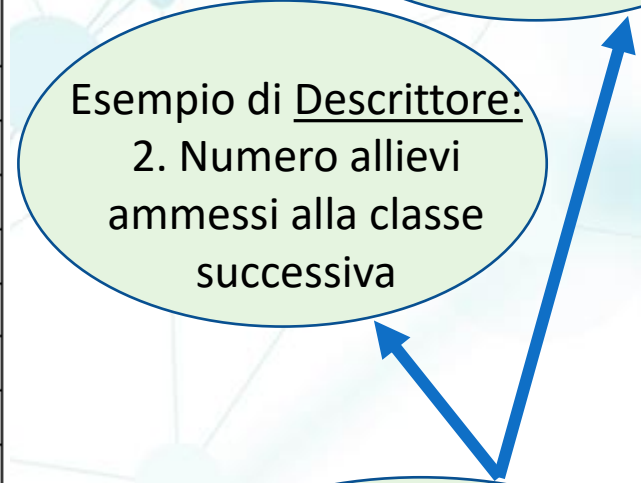 Esempio di Descrittore:
2. Numero allievi
ammessi alla classe
successiva